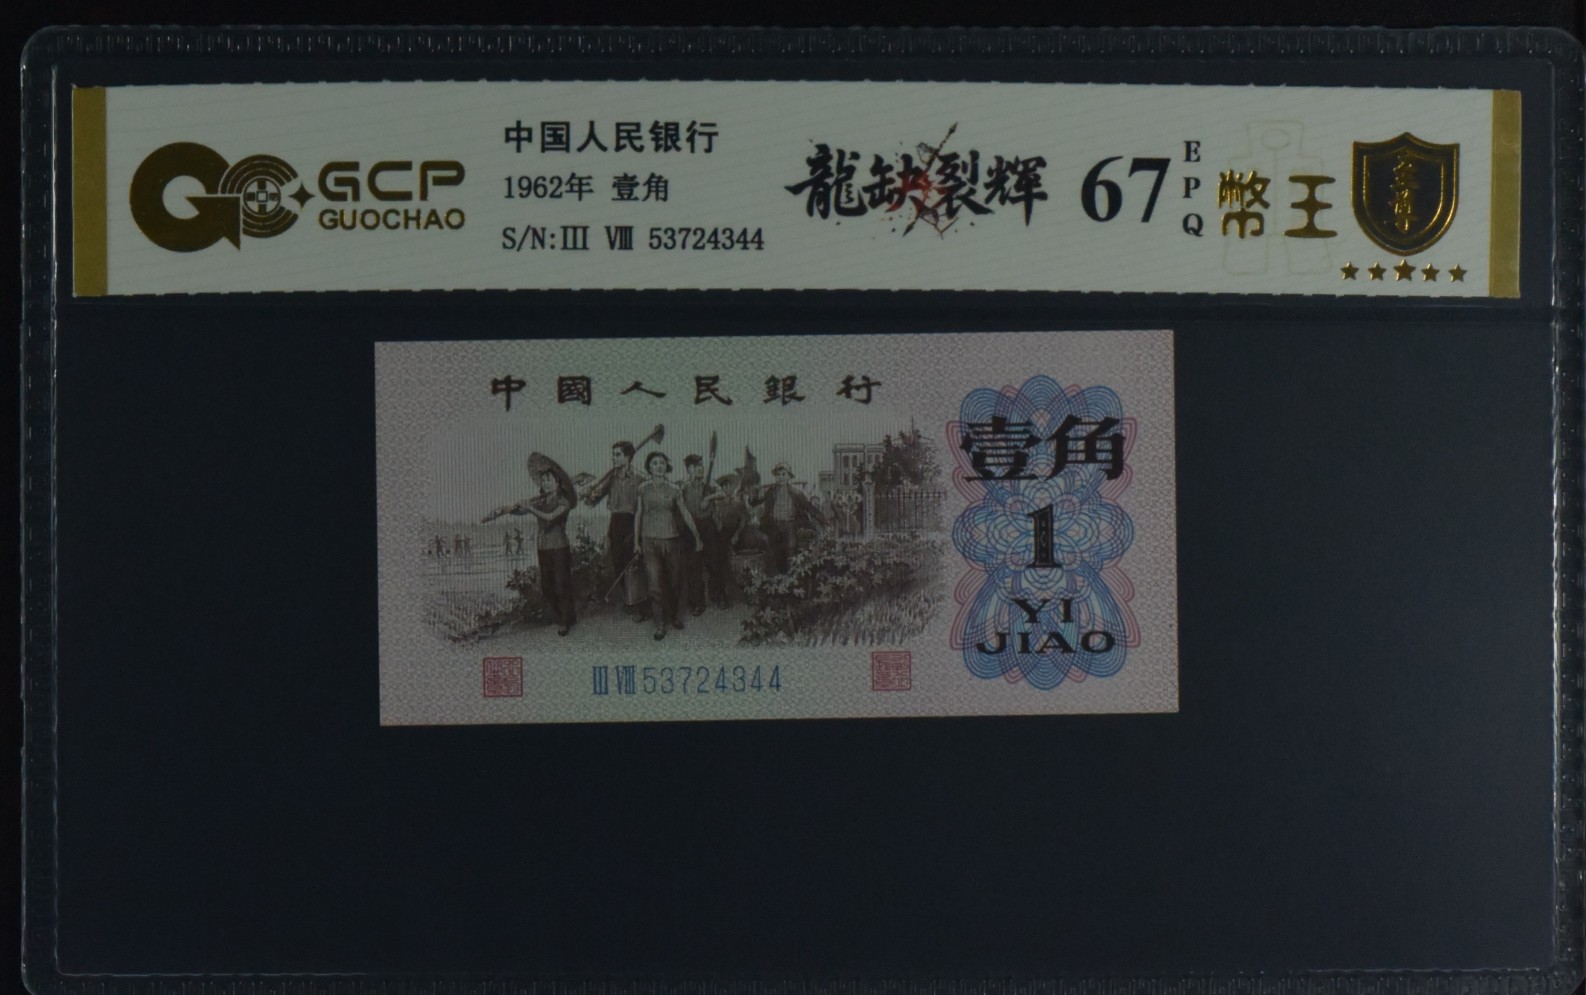 GCP
GUOCHAO
中国人民银行
1962年 壹角
S/N:III VIII 53724344
龍缺裂輝
67
EPQ
幣王
中國人民銀行
壹角
1
YI
JIAO
III VIII 53724344